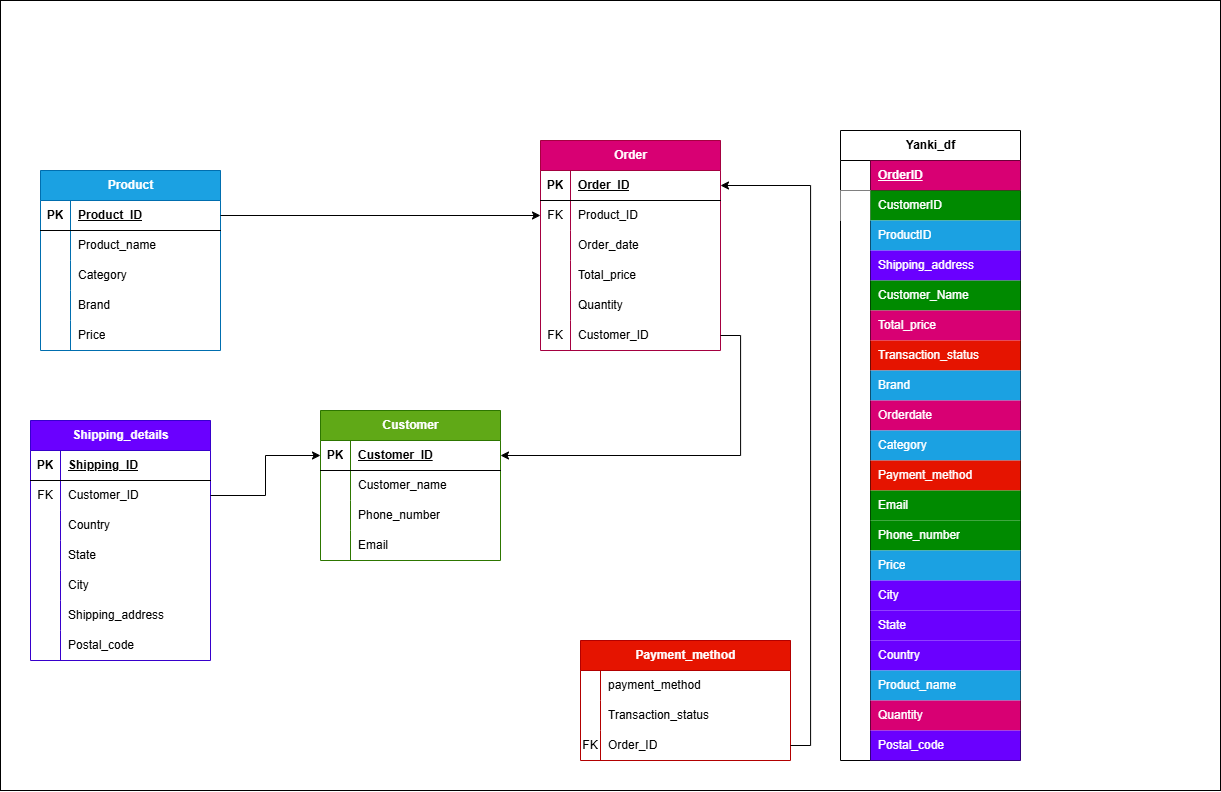 Product
PK Product_ID
Product_name
Category
Brand
Price
Order
PK Order_ID
FK Product_ID
Order_date
Total_price
Quantity
FK Customer_ID
Shipping_details
PK Shipping_ID
FK Customer_ID
Country
State
City
Shipping_address
Postal_code
Customer
PK Customer_ID
Customer_name
Phone_number
Email
Payment_method
payment_method
Transaction_status
FK Order_ID
Yanki_df
OrderID
CustomerID
ProductID
Shipping_address
Customer_Name
Total_price
Transaction_status
Brand
Orderdate
Category
Payment_method
Email
Phone_number
Price
City
State
Country
Product_name
Quantity
Postal_code